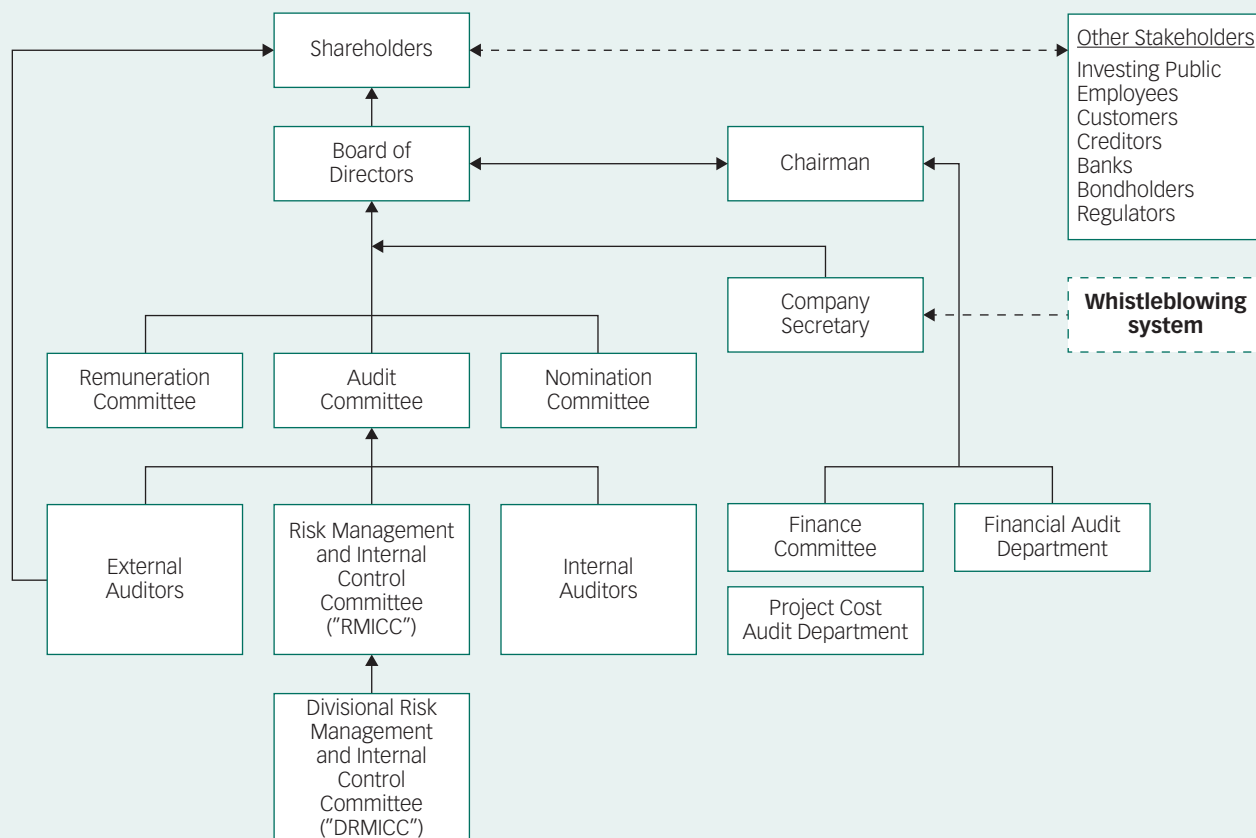 Shareholders
Other Stakeholders
Investing Public
Employees
Customers
Creditors
Banks
Bondholders
Regulators
Board of
Directors
Chairman
Company
Secretary
Whistleblowing
system
Remuneration
Committee
Audit
Committee
Nomination
Committee
External
Auditors
Risk Management
and Internal
Control
Committee
("RMICC")
Internal
Auditors
Finance
Committee
Financial Audit
Department
Project Cost
Audit Department
Divisional Risk
Management
and Internal
Control
Committee
("DRMICC")